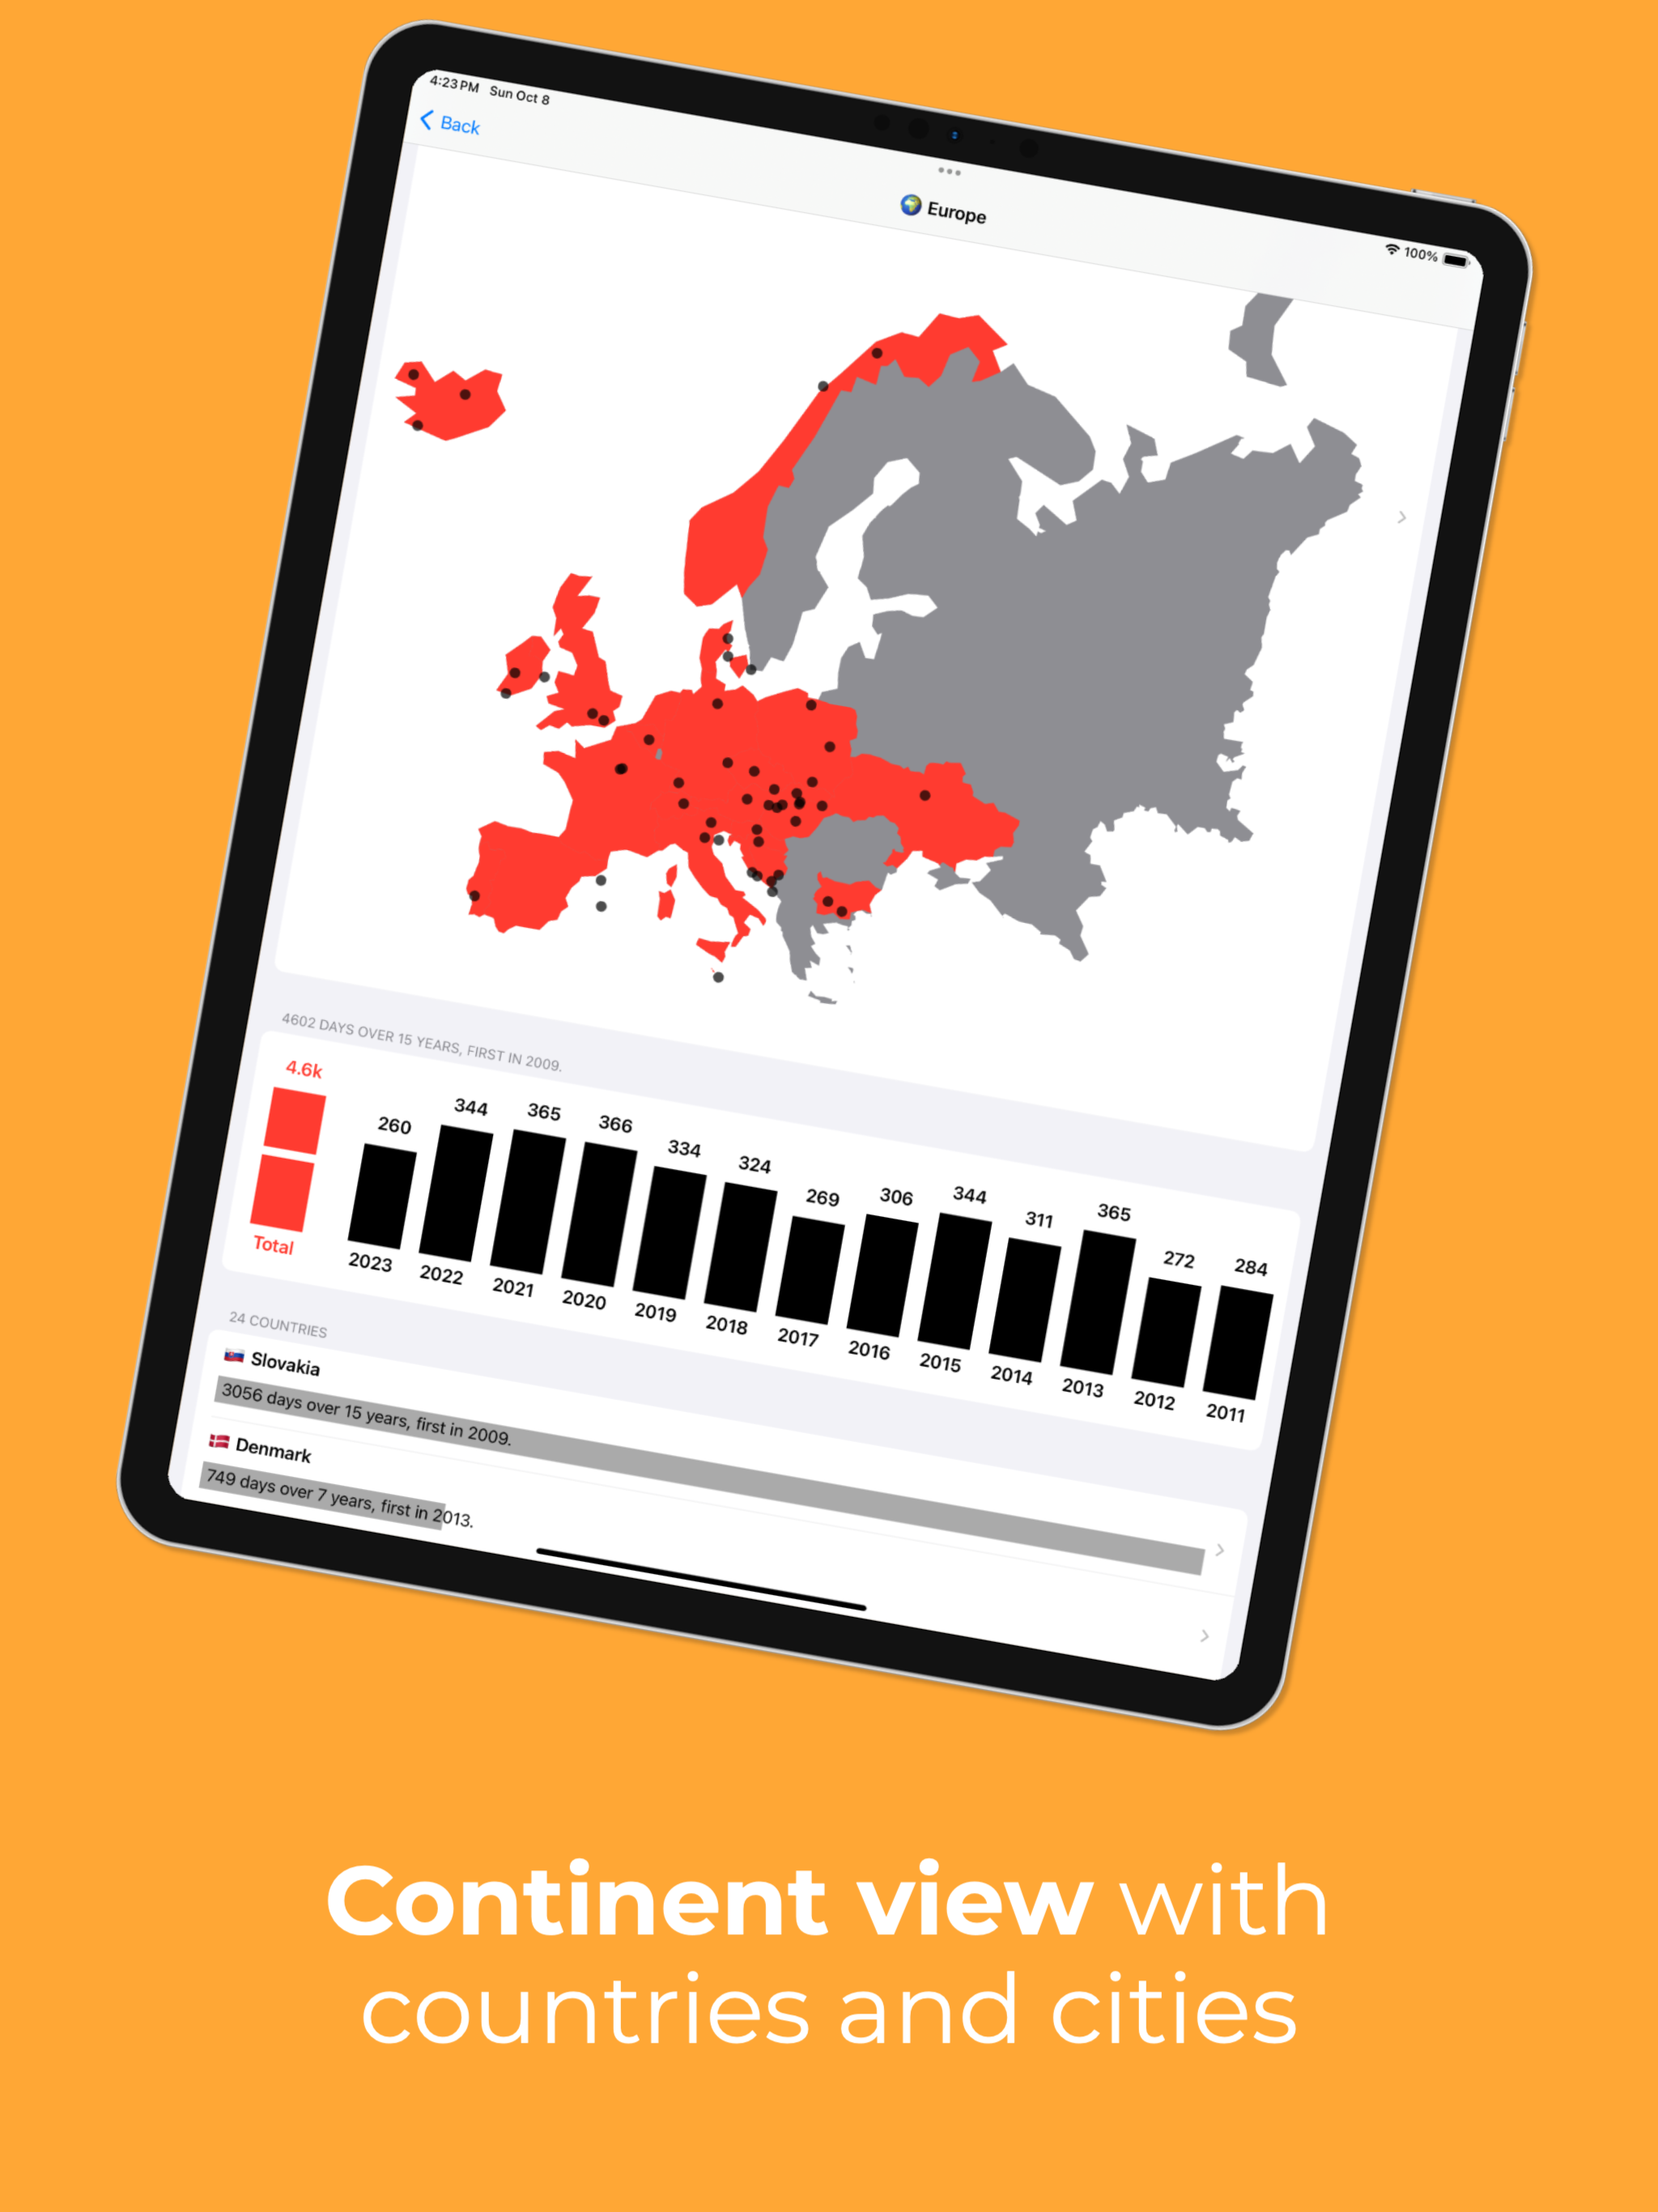 4:23 PM Sun Oct 8
100%
Back
Europe
4602 DAYS OVER 15 YEARS, FIRST IN 2009.
4.6k
260
344
365
366
334
324
269
306
344
311
365
272
284
Total
2023
2022
2021
2020
2019
2018
2017
2016
2015
2014
2013
2012
2011
24 COUNTRIES
Slovakia
3056 days over 15 years, first in 2009.
Denmark
749 days over 7 years, first in 2013.
Continent view with
countries and cities